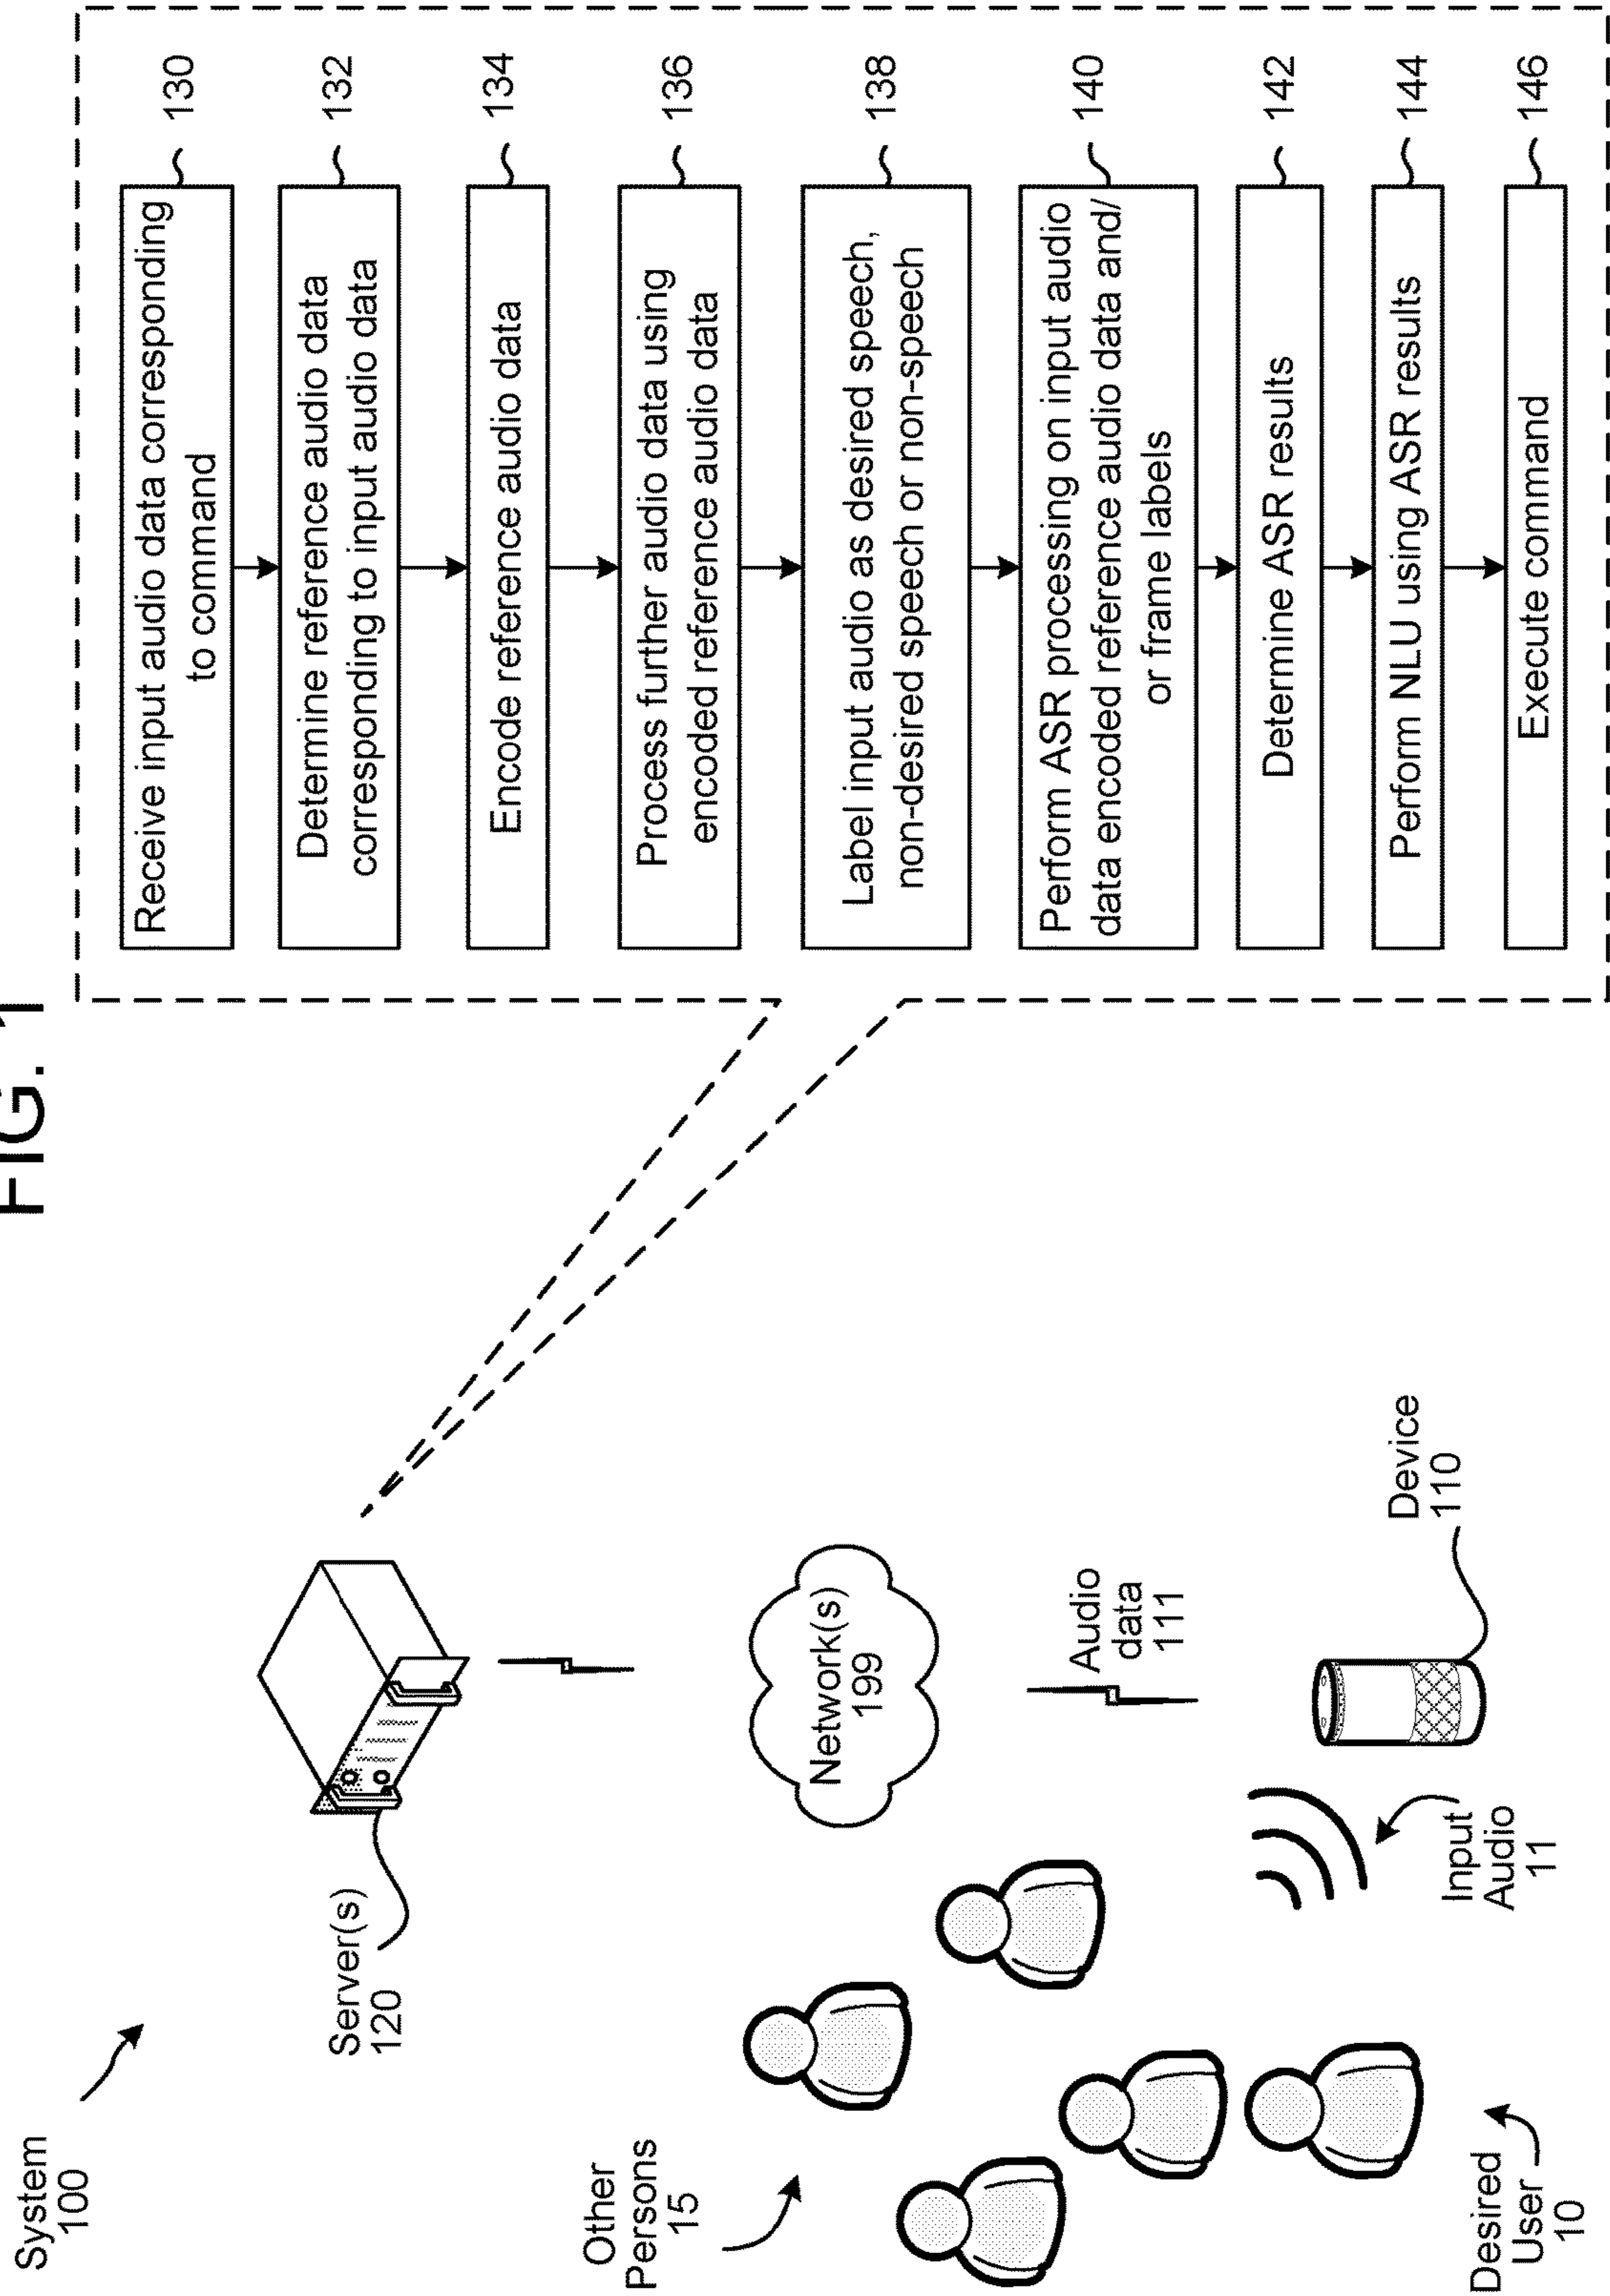 FIG. 1
System
100
Server(s)
120
Other
Persons
15
Desired
User
10
Network(s)
199
Audio
data
111
Input
Audio
11
Device
110
Receive input audio data corresponding
to command
130
Determine reference audio data
corresponding to input audio data
132
Encode reference audio data
134
Process further audio data using
encoded reference audio data
136
Label input audio as desired speech,
non-desired speech or non-speech
138
Perform ASR processing on input audio
data encoded reference audio data and/
or frame labels
140
Determine ASR results
142
Perform NLU using ASR results
144
Execute command
146